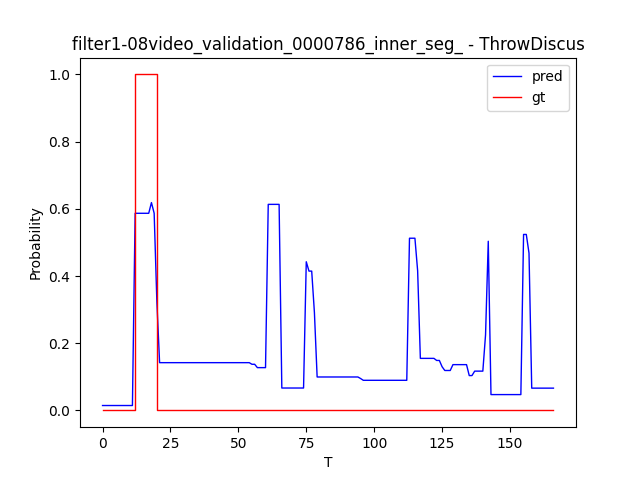 filter1-08video_validation_0000786_inner_seg_ - ThrowDiscus
pred
gt
1.0
0.8
0.6
0.4
0.2
0.0
Probability
0
25
50
75
100
125
150
T